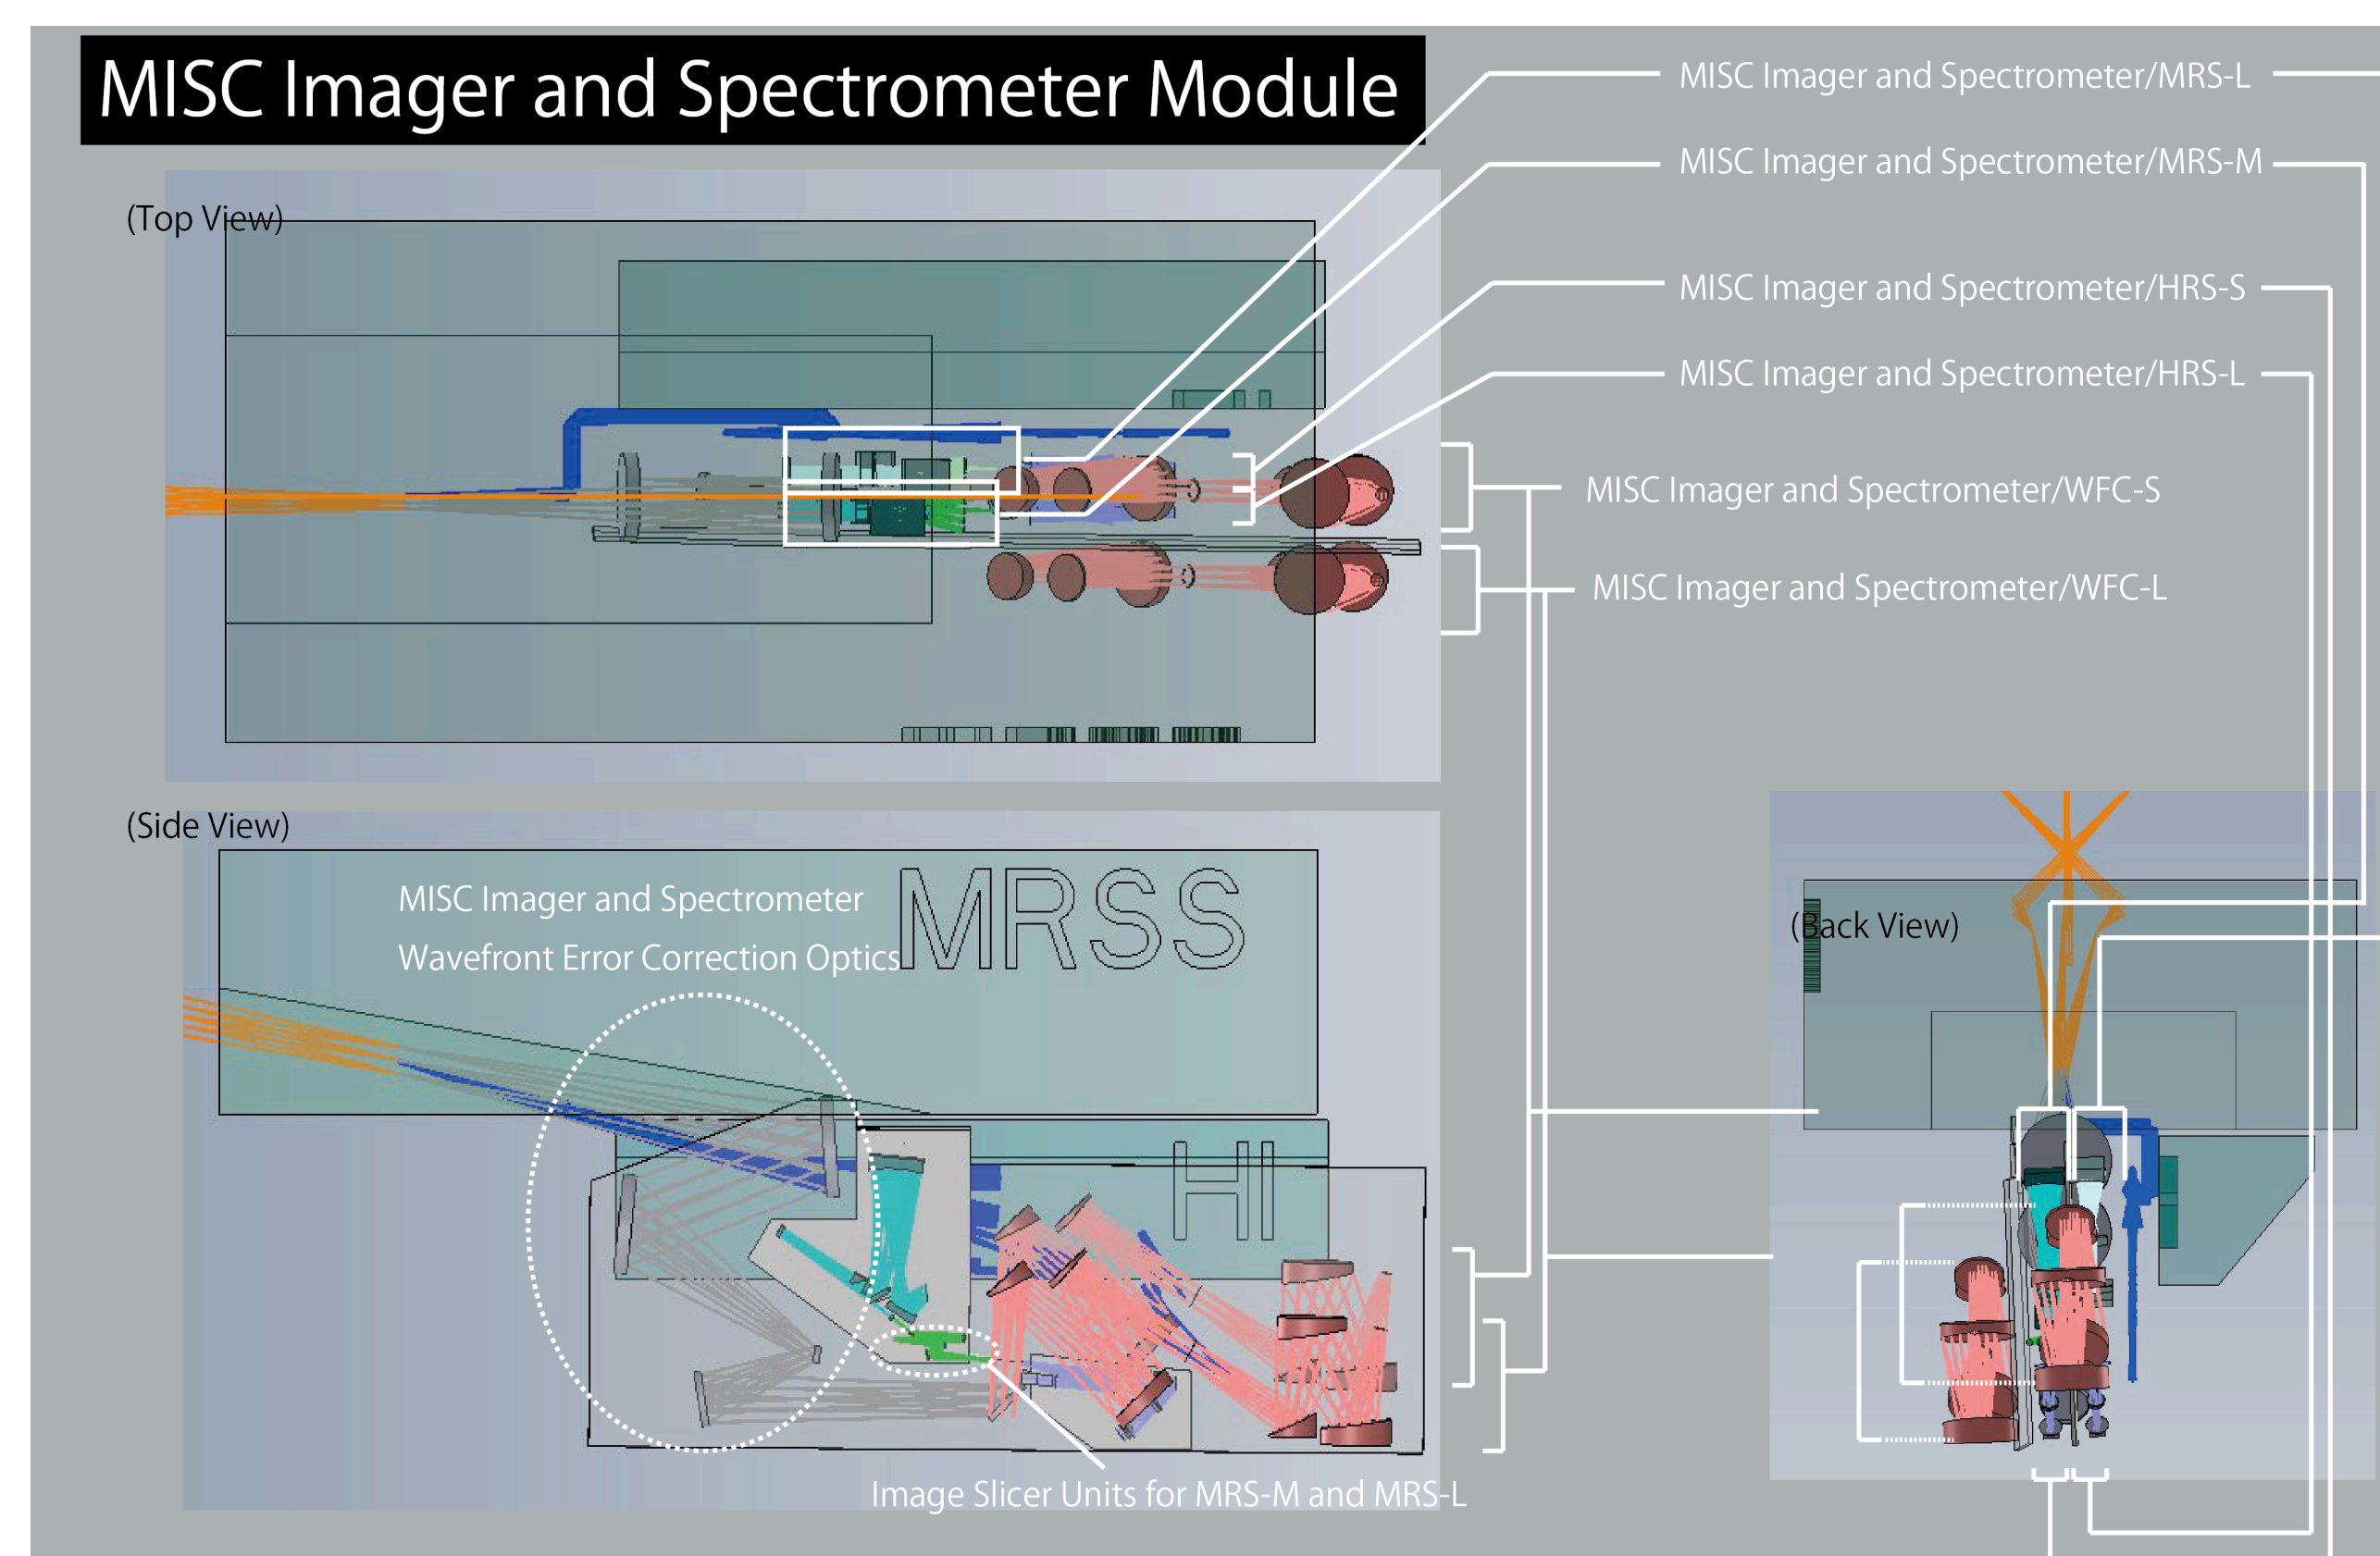 MISC Imager and Spectrometer Module
MISC Imager and Spectrometer/MRS-L
MISC Imager and Spectrometer/MRS-M
(Top View)
MISC Imager and Spectrometer/HRS-S
MISC Imager and Spectrometer/HRS-L
MISC Imager and Spectrometer/WFC-S
MISC Imager and Spectrometer/WFC-L
(Side View)
MISC Imager and Spectrometer
Wavefront Error Correction Optics
MRSS
(Back View)
HI
Image Slicer Units for MRS-M and MRS-L